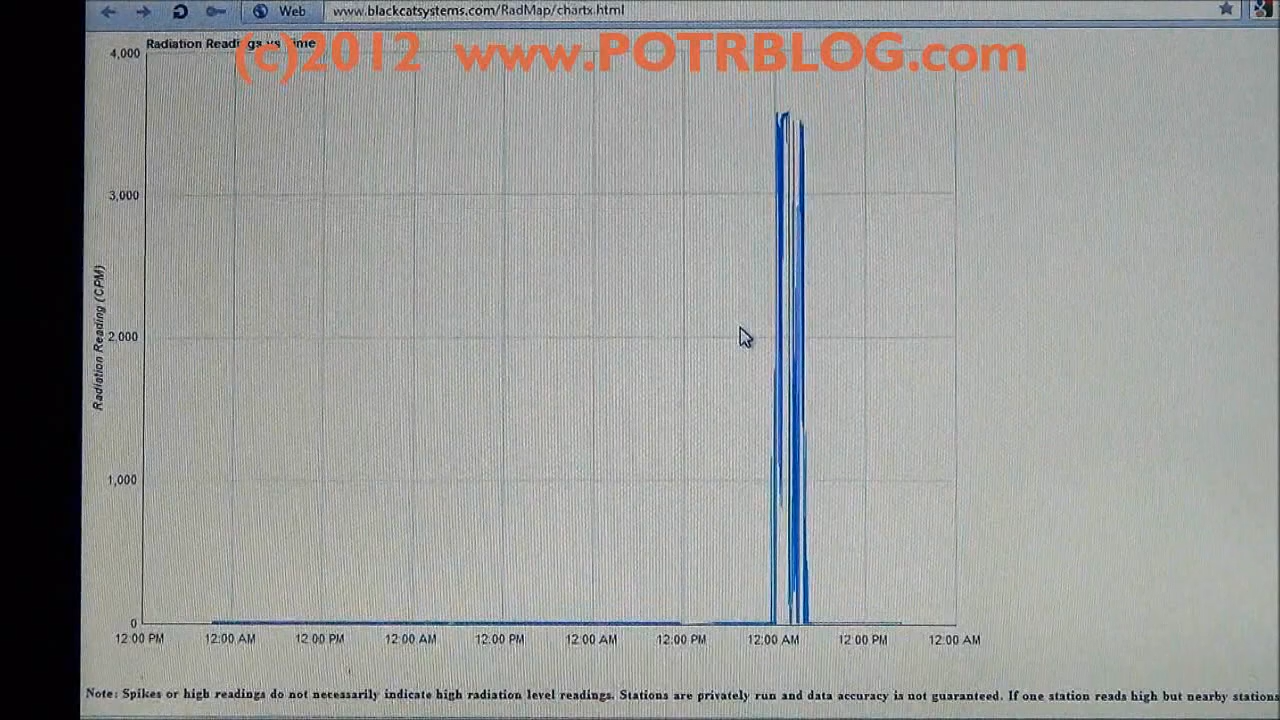 Web www.blackcatsystems.com/RadMap/chartx.html
Radiation Readings vs Time
(c)2012 www.POTRBLOG.com
4,000
3,000
Radiation Reading (CPM)
2,000
1,000
0
12:00 PM 12:00 AM 12:00 PM 12:00 AM 12:00 PM 12:00 AM 12:00 PM 12:00 AM 12:00 PM 12:00 AM
Note: Spikes or high readings do not necessarily indicate high radiation level readings. Stations are privately run and data accuracy is not guaranteed. If one station reads high but nearby stations